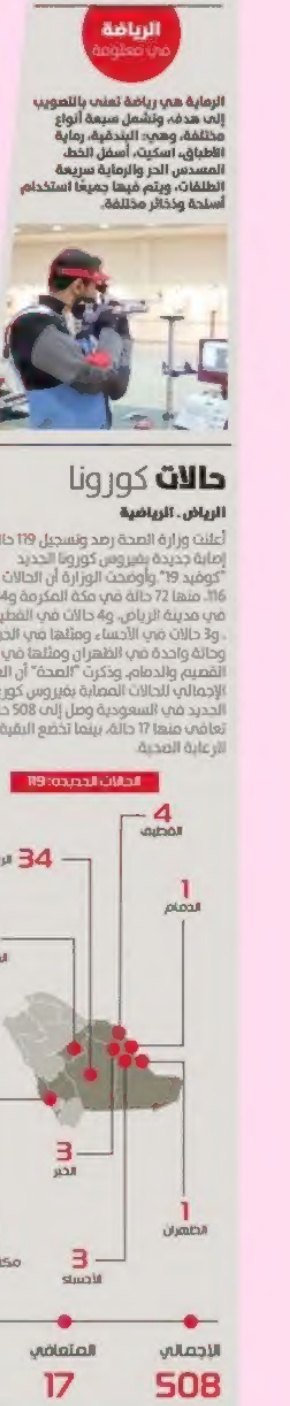 الرياضة
في معلومة
الرماية هي رياضة تعنى بالتصويب
إلى هدف، وتشمل سبعة أنواع
مختلفة، وهي: البندقية، رماية
الأطباق، اسكيت، أسفل الخط،
المسدس الحر والرماية سريعة
الطلقات، ويتم فيها جميعًا استخدام
أسلحة وذخائر مختلفة.
حالات كورونا
الرياض ـ الرياضية
أعلنت وزارة الصحة رصد وتسجيل 119
إصابة جديدة بفيروس كورونا الجديد
"كوفيد 19" وأوضحت الوزارة أن الحالات
116، منها 72 حالة في مكة المكرمة
في مدينة الرياض، و4 حالات في
، و3 حالات في الأحساء، ومثلها في
وحالة واحدة في الظهران ومثلها في
القصيم والدمام، وذكرت "الصحة" أن
الإجمالي للحالات المصابة بفيروس
الجديد في السعودية وصل إلى 508
تعافى منها 17 حالة، بينما تخضع البقية
للرعاية الصحية.
الحالات الجديدة: 119
4
القطيف
34
1
الدمام
3
الخبر
1
الظهران
3
الأحساء
الإجمالي
508
المتعافي
17